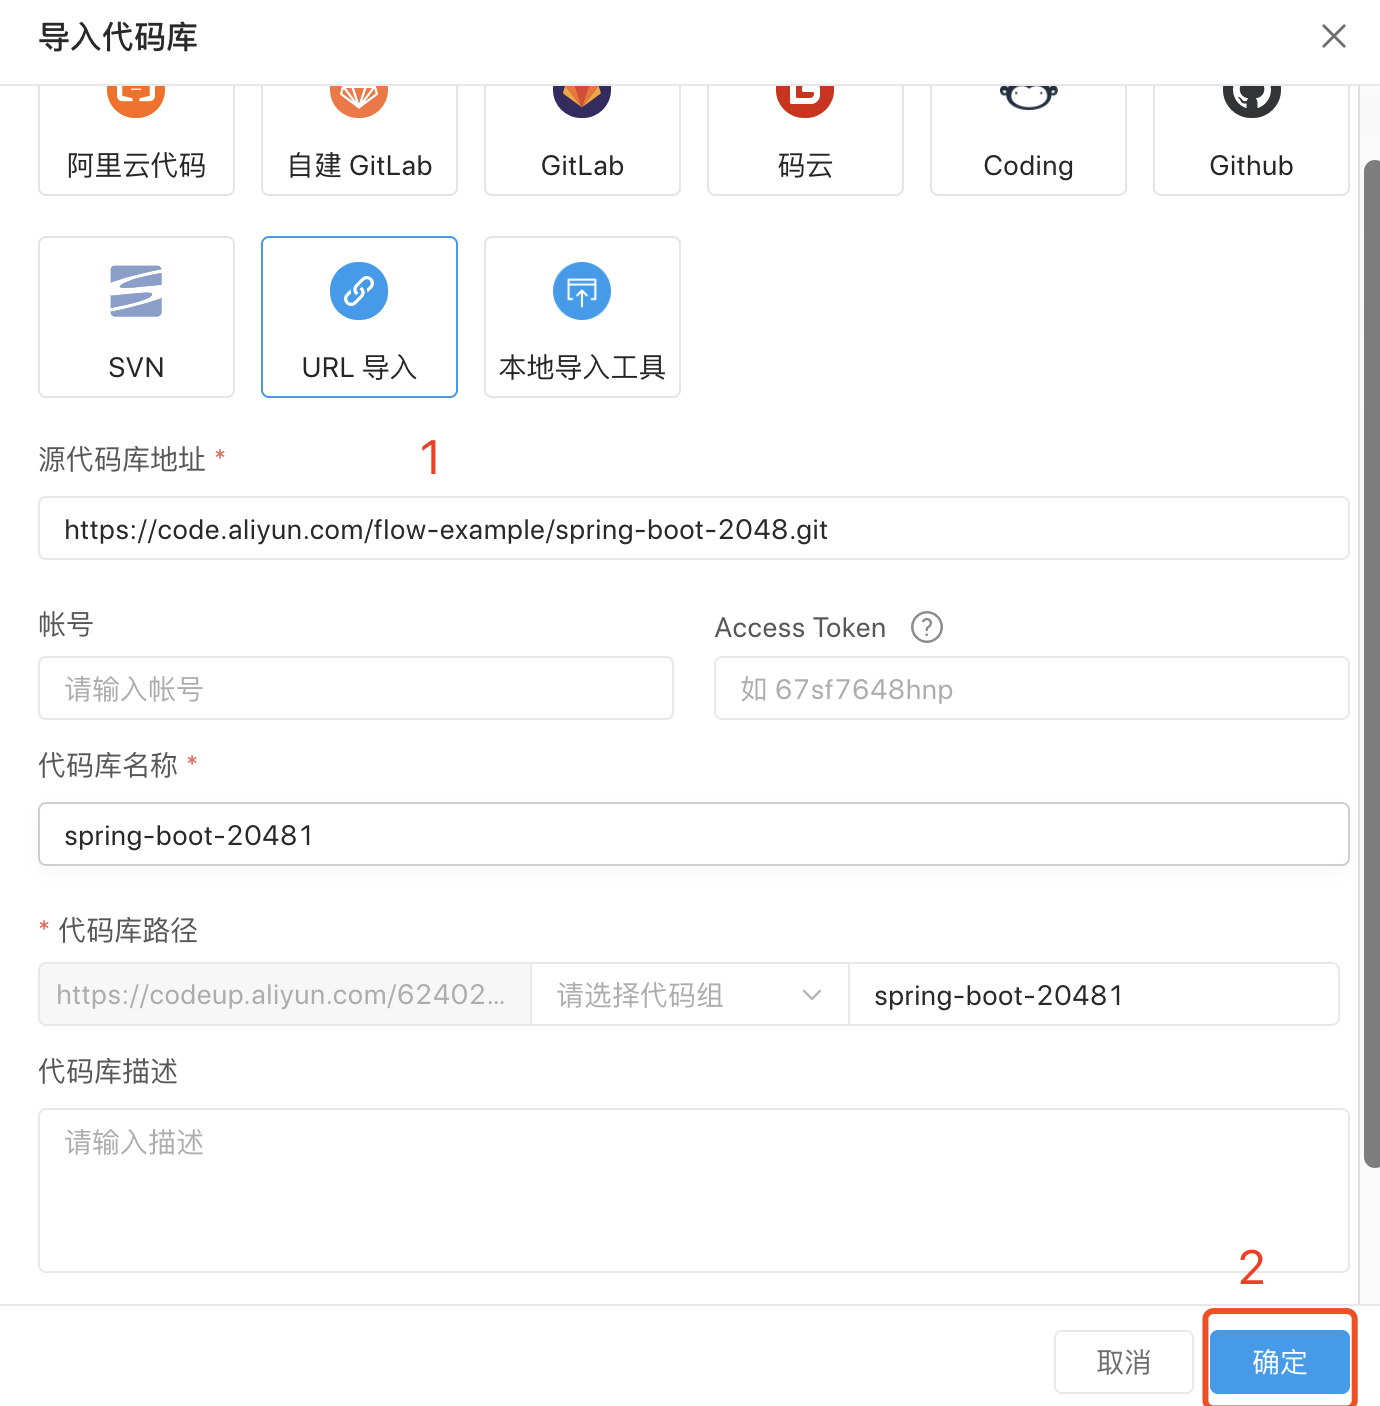 导入代码库
阿里云代码
自建 GitLab
GitLab
码云
Coding
Github
SVN
URL 导入
本地导入工具
源代码库地址 *
1
https://code.aliyun.com/flow-example/spring-boot-2048.git
帐号
Access Token ?
请输入帐号
如 67sf7648hnp
代码库名称 *
spring-boot-20481
* 代码库路径
https://codeup.aliyun.com/62402...
请选择代码组
spring-boot-20481
代码库描述
请输入描述
2
取消
确定